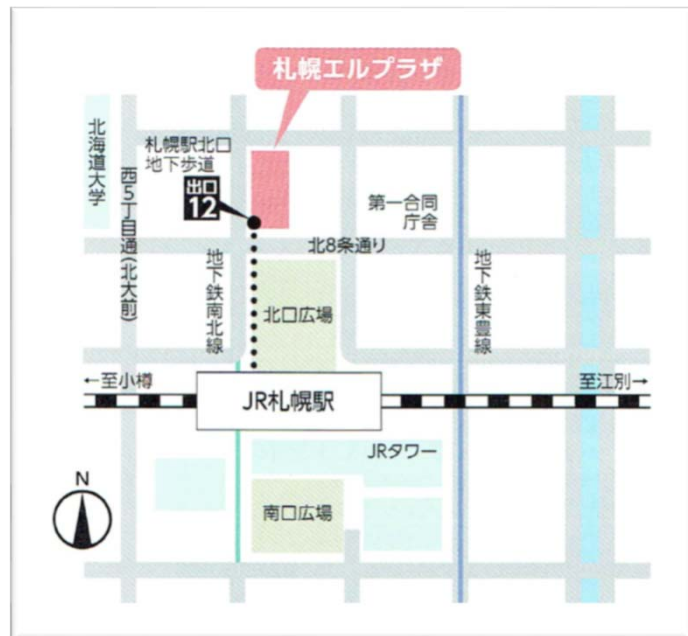 札幌エルプラザ
北海道大学
札幌駅北口
地下歩道
出口
12
西5丁目通(北大前)
第一合同
庁舎
北8条通り
地下鉄南北線
地下鉄東豊線
北口広場
←至小樽
至江別→
JR札幌駅
JRタワー
南口広場
N